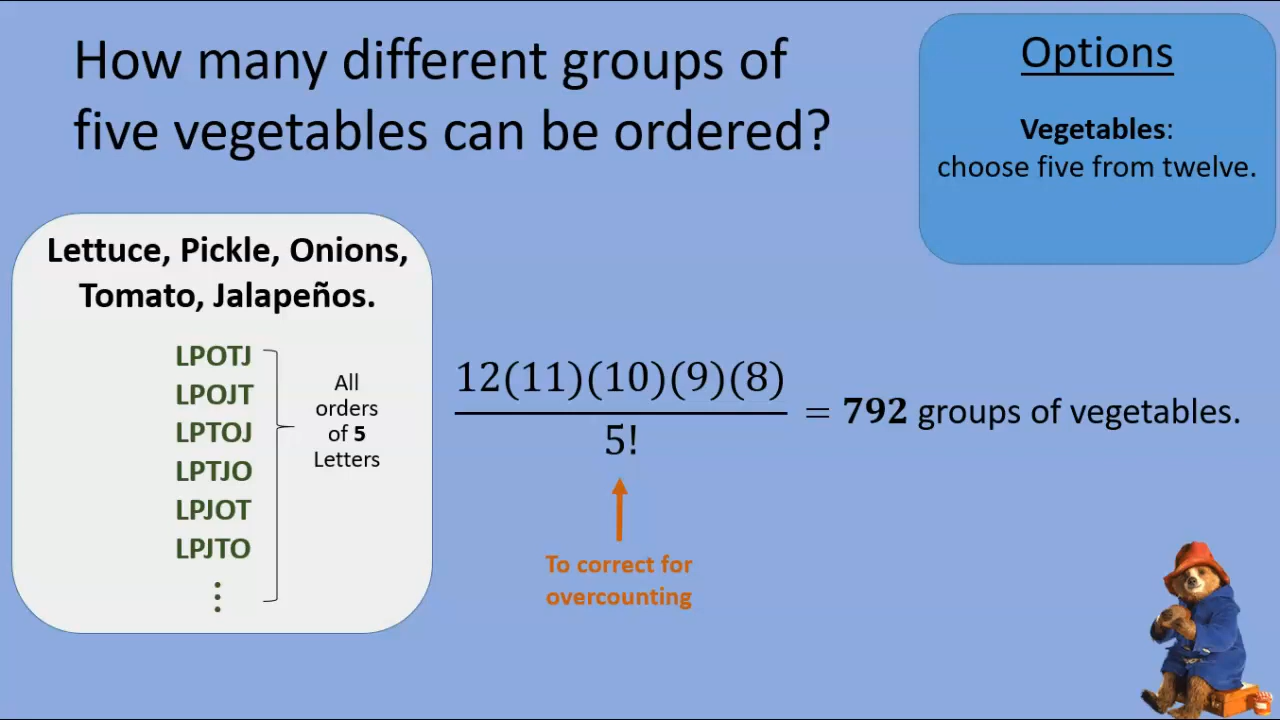 How many different groups of
five vegetables can be ordered?
Options
Vegetables:
choose five from twelve.
Lettuce, Pickle, Onions,
Tomato, Jalapeños.
LPOTJ
LPOJT
LPTOJ
LPTJO
LPJOT
LPJTO
⋮
All
orders
of 5
Letters
12(11)(10)(9)(8)
5!
= 792 groups of vegetables.
To correct for
overcounting